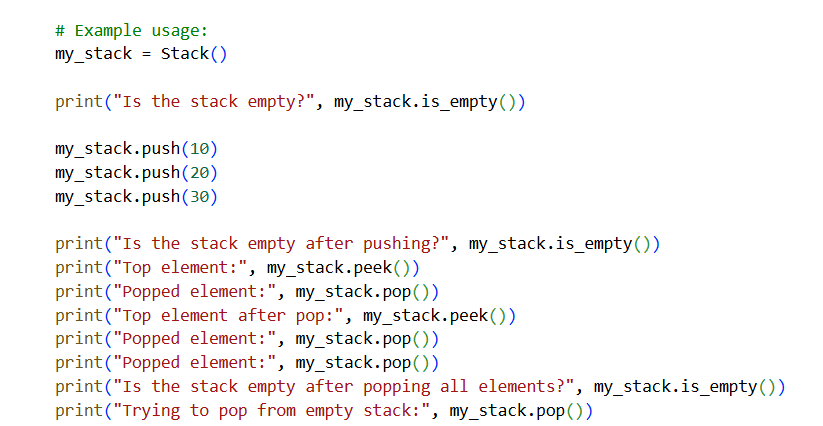 # Example usage:
my_stack = Stack()
print("Is the stack empty?", my_stack.is_empty())
my_stack.push(10)
my_stack.push(20)
my_stack.push(30)
print("Is the stack empty after pushing?", my_stack.is_empty())
print("Top element:", my_stack.peek())
print("Popped element:", my_stack.pop())
print("Top element after pop:", my_stack.peek())
print("Popped element:", my_stack.pop())
print("Popped element:", my_stack.pop())
print("Is the stack empty after popping all elements?", my_stack.is_empty())
print("Trying to pop from empty stack:", my_stack.pop())